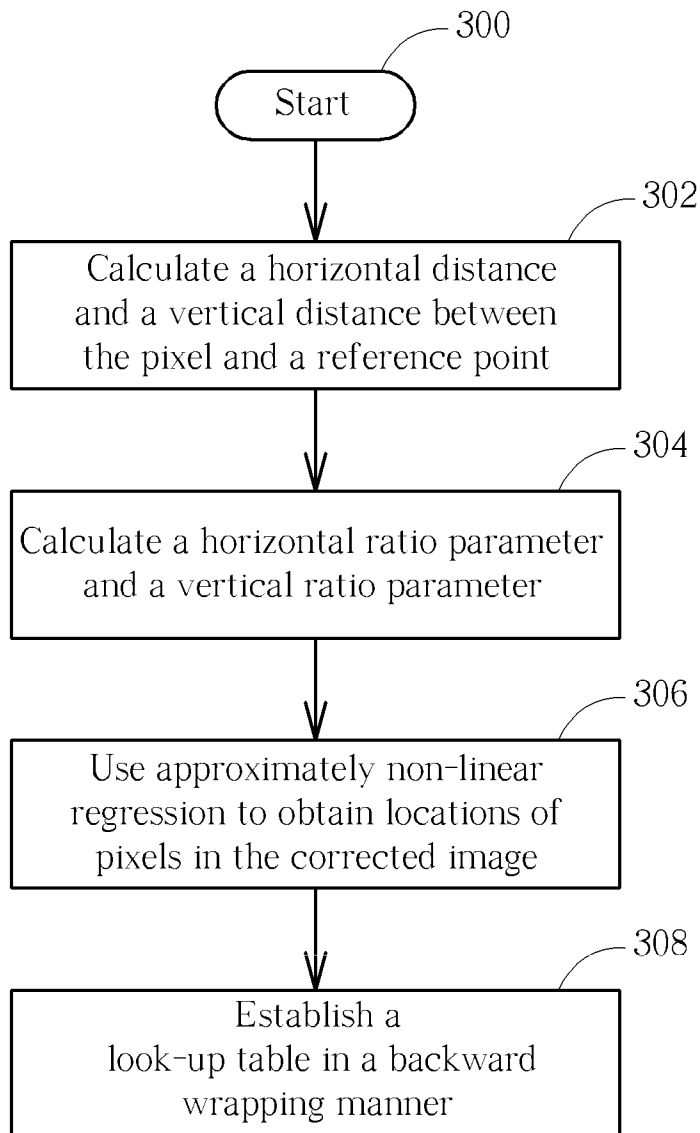 300
Start
302
Calculate a horizontal distance
and a vertical distance between
the pixel and a reference point
304
Calculate a horizontal ratio parameter
and a vertical ratio parameter
306
Use approximately non-linear
regression to obtain locations of
pixels in the corrected image
308
Establish a
look-up table in a backward
wrapping manner